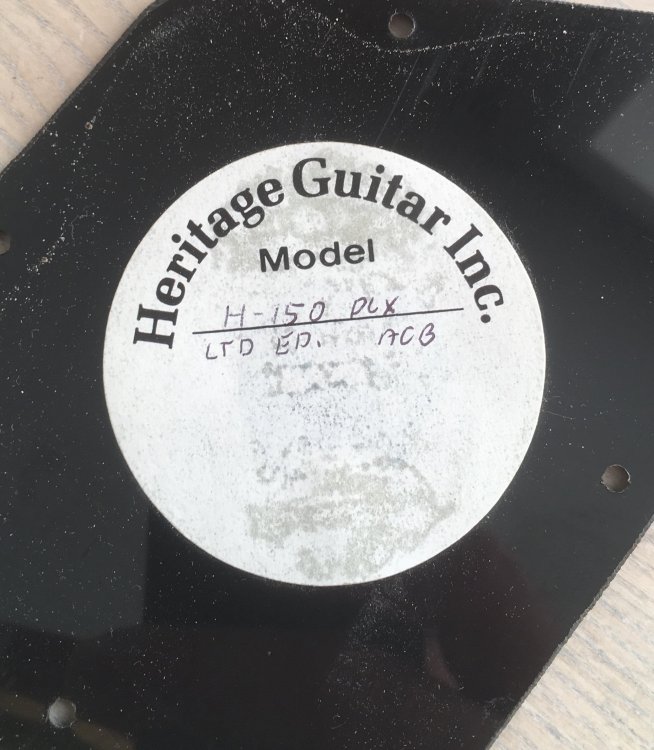 Heritage Guitar Inc.
Model
H-150 DLX
LTD ED. ACB